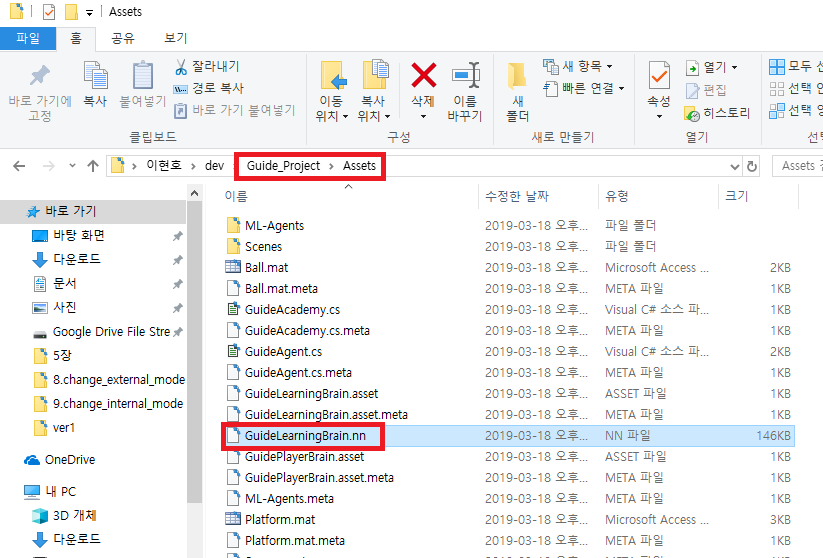 Assets
파일 홈 공유 보기
바로 가기에 고정
복사
붙여넣기
잘라내기
경로 복사
바로 가기 붙여넣기
클립보드
이동 위치
복사 위치
삭제
이름 바꾸기
구성
새 폴더
새 항목
빠른 연결
새로 만들기
속성
열기
편집
히스토리
열기
모두 선
선택 안
선택
이현호 dev Guide_Project Assets
Assets
이름 수정한 날짜 유형 크기
바로 가기
바탕 화면
다운로드
문서
사진
Google Drive File Stre
5장
8.change_external_mode
9.change_internal_mode
ver1
OneDrive
내 PC
3D 개체
다운로드
ML-Agents 2019-03-18 오후... 파일 폴더
Scenes 2019-03-18 오후... 파일 폴더
Ball.mat 2019-03-18 오후... Microsoft Access ... 2KB
Ball.mat.meta 2019-03-18 오후... META 파일 1KB
GuideAcademy.cs 2019-03-18 오후... Visual C# 소스 파... 1KB
GuideAcademy.cs.meta 2019-03-18 오후... META 파일 1KB
GuideAgent.cs 2019-03-18 오후... Visual C# 소스 파... 2KB
GuideAgent.cs.meta 2019-03-18 오후... META 파일 1KB
GuideLearningBrain.asset 2019-03-18 오후... ASSET 파일 1KB
GuideLearningBrain.asset.meta 2019-03-18 오후... META 파일 1KB
GuideLearningBrain.nn 2019-03-18 오후... NN 파일 146KB
GuidePlayerBrain.asset 2019-03-18 오후... ASSET 파일 1KB
GuidePlayerBrain.asset.meta 2019-03-18 오후... META 파일 1KB
ML-Agents.meta 2019-03-18 오후... META 파일 1KB
Platform.mat 2019-03-18 오후... Microsoft Access ... 3KB
Platform.mat.meta 2019-03-18 오후... META 파일 1KB